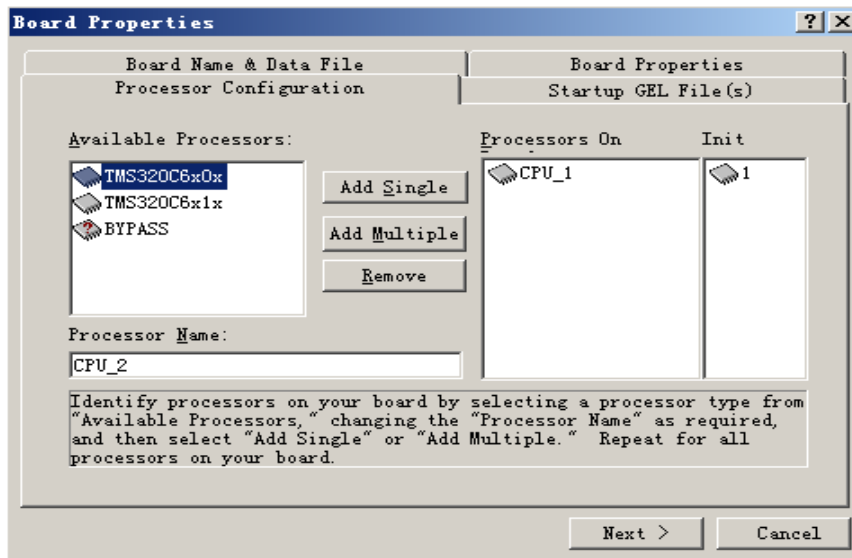 Board Properties
Board Name & Data File
Board Properties
Processor Configuration
Startup GEL File(s)
Available Processors:
Processors On
Init
TMS320C6x0x
TMS320C6x1x
BYPASS
Add Single
Add Multiple
Remove
CPU_1
1
Processor Name:
CPU_2
Identify processors on your board by selecting a processor type from
"Available Processors," changing the "Processor Name" as required,
and then select "Add Single" or "Add Multiple."  Repeat for all
processors on your board.
Next >
Cancel